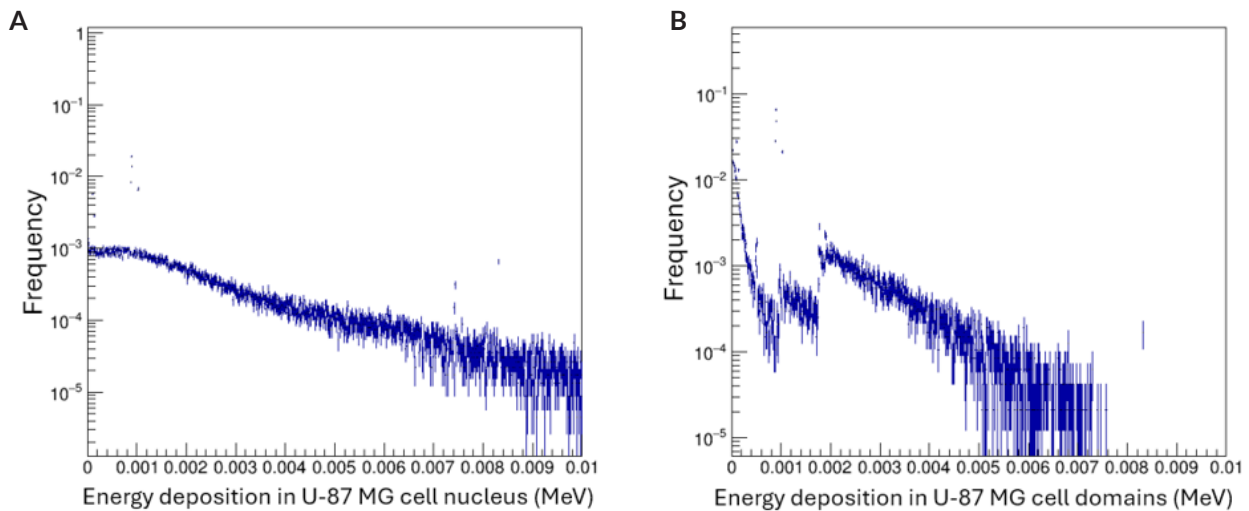 A
1
10⁻¹
10⁻²
10⁻³
10⁻⁴
10⁻⁵
Frequency
0 0.001 0.002 0.003 0.004 0.005 0.006 0.007 0.008 0.009 0.01
Energy deposition in U-87 MG cell nucleus (MeV)
B
10⁻¹
10⁻²
10⁻³
10⁻⁴
10⁻⁵
Frequency
0 0.001 0.002 0.003 0.004 0.005 0.006 0.007 0.008 0.009 0.01
Energy deposition in U-87 MG cell domains (MeV)